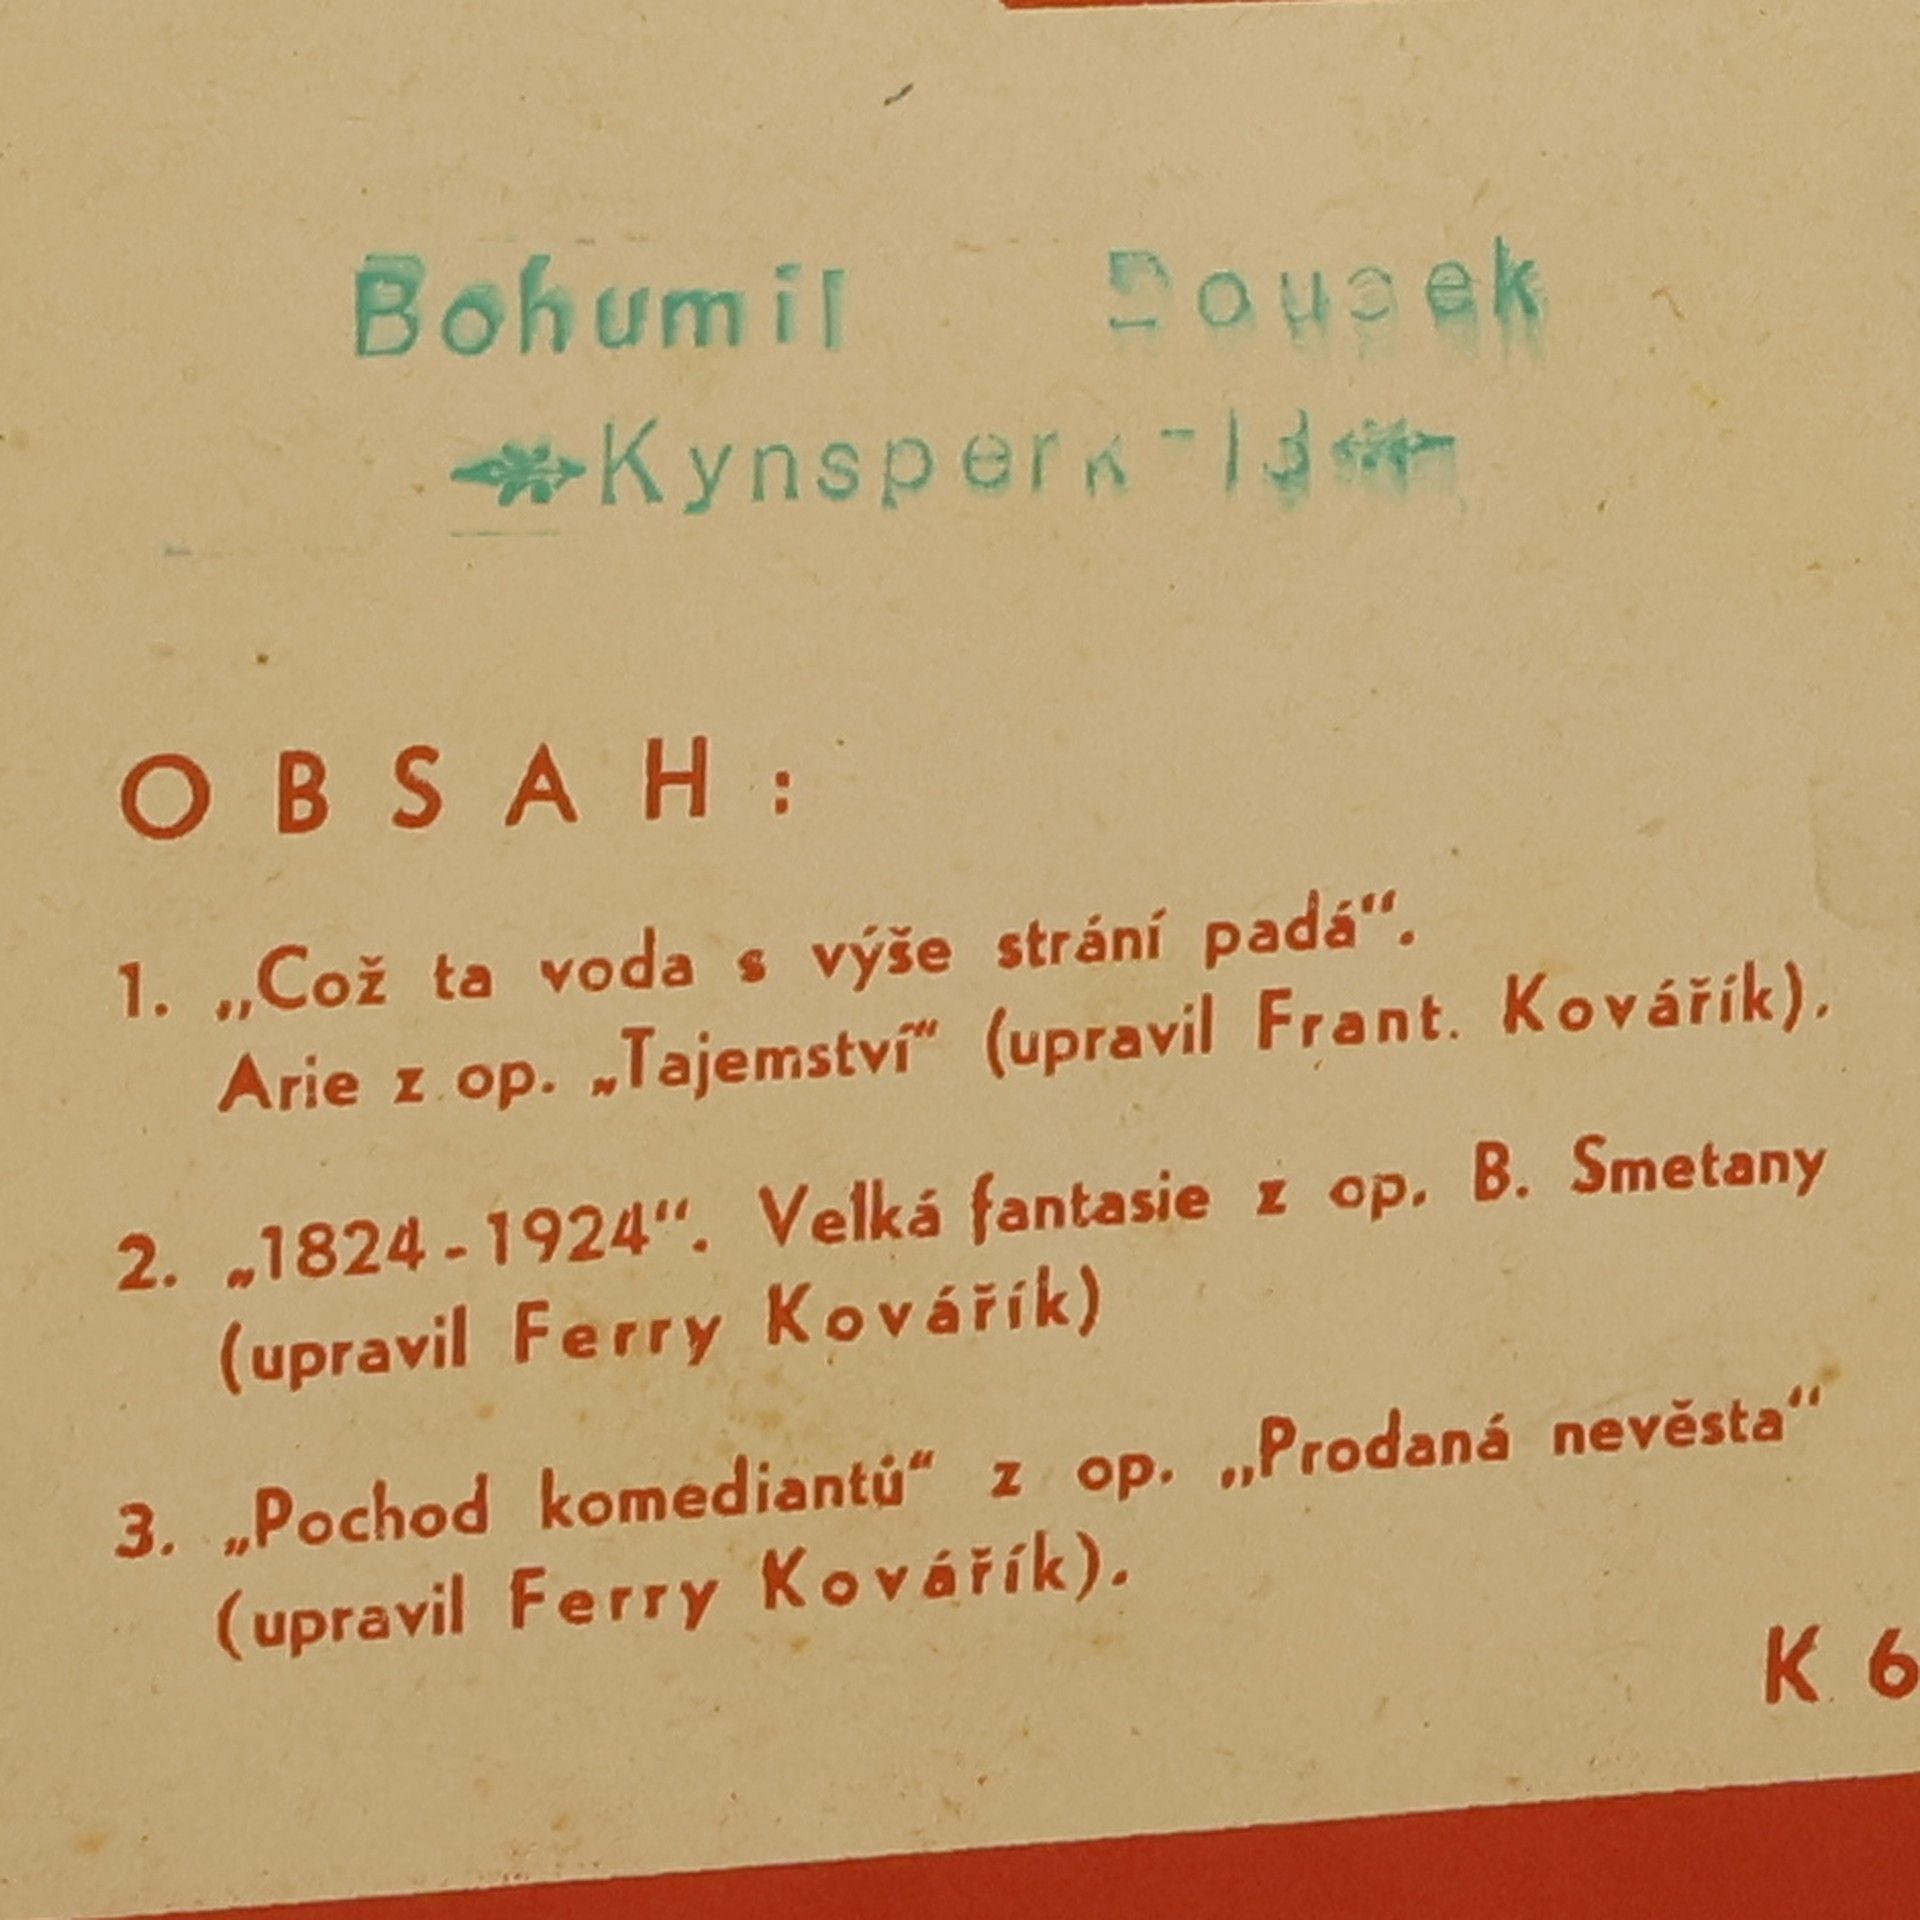 Bohumil
OBSAH:
1. „Což ta voda s výše strání padá“.
Arie z op. „Tajemství“ (upravil Frant. Kovářík).
2. „1824-1924“. Velká fantasie z op. B. Smetany
(upravil Ferry Kovářík)
3. „Pochod komediantů“ z op. „Prodaná nevěsta“
(upravil Ferry Kovářík).
K 6